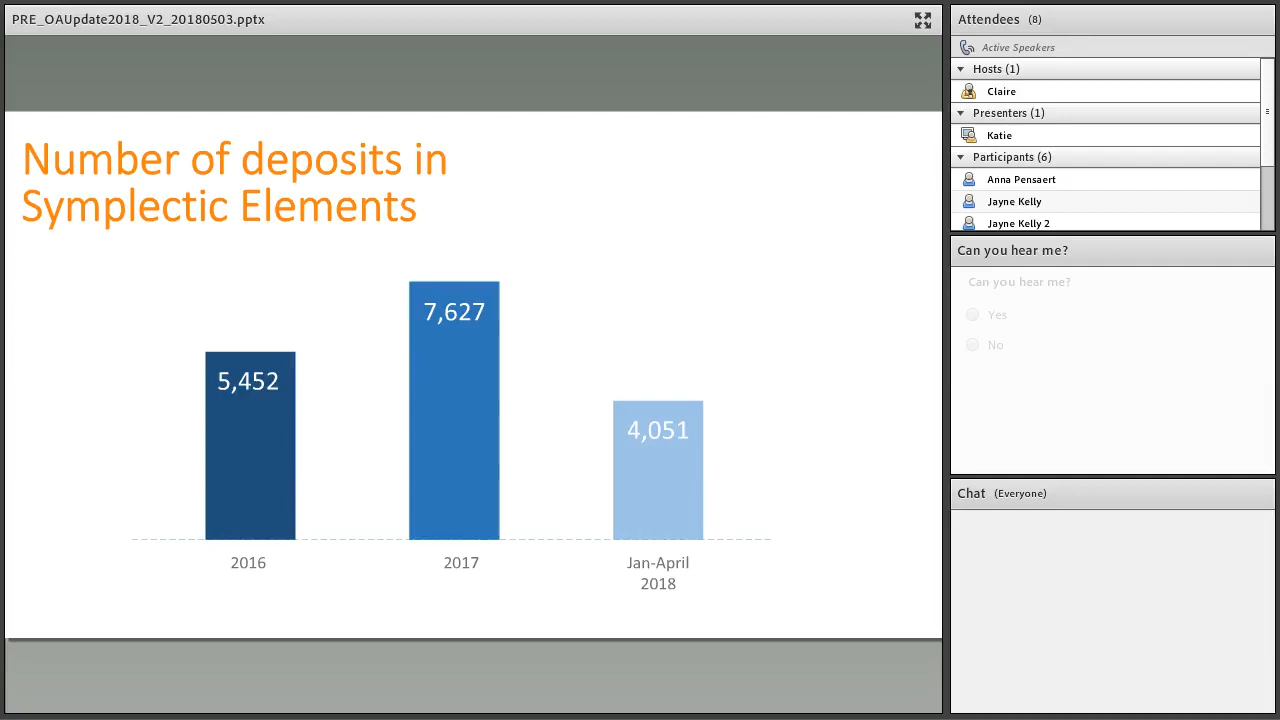 PRE_OAUpdate2018_V2_20180503.pptx
Number of deposits in
Symplectic Elements
5,452
7,627
4,051
2016
2017
Jan-April
2018
Attendees (8)
Active Speakers
Hosts (1)
Claire
Presenters (1)
Katie
Participants (6)
Anna Pensaert
Jayne Kelly
Jayne Kelly 2
Can you hear me?
Can you hear me?
Yes
No
Chat (Everyone)